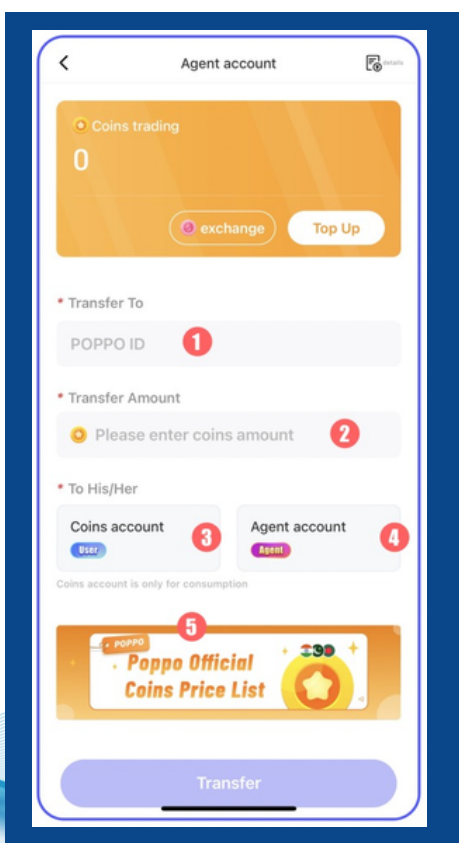 Agent account
details
Coins trading
0
exchange
Top Up
* Transfer To
POPPO ID
1
* Transfer Amount
Please enter coins amount
2
* To His/Her
Coins account
User
3
Agent account
Agent
4
Coins account is only for consumption
5
POPPO
Poppo Official
Coins Price List
Transfer